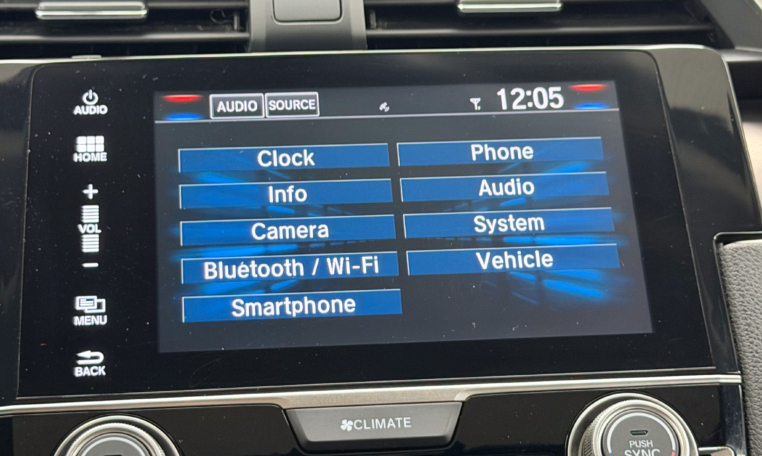 AUDIO
HOME
+
VOL
−
MENU
BACK
AUDIO SOURCE 12:05
Clock Phone
Info Audio
Camera System
Bluetooth / Wi-Fi Vehicle
Smartphone
CLIMATE
PUSH
SYNC